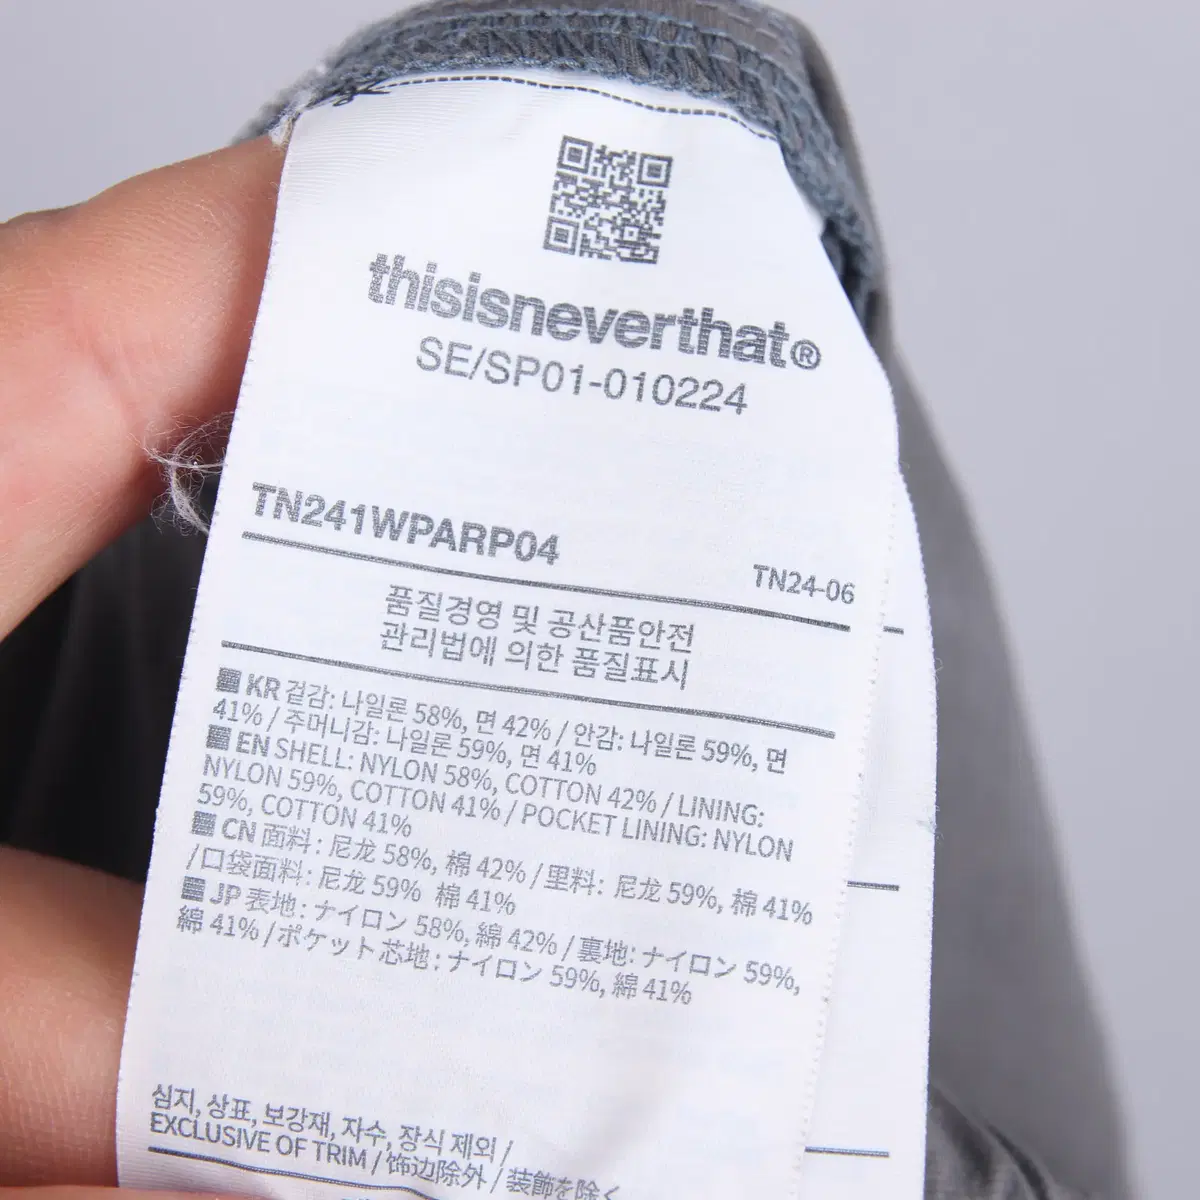 thisisneverthat®
SE/SP01-010224
TN241WPARP04
TN24-06
품질경영 및 공산품안전
관리법에 의한 품질표시
KR 겉감: 나일론 58%, 면 42% / 안감: 나일론 59%, 면
41% / 주머니감: 나일론 59%, 면 41%
EN SHELL: NYLON 58%, COTTON 42% / LINING:
NYLON 59%, COTTON 41% / POCKET LINING: NYLON
59%, COTTON 41%
CN 面料: 尼龙 58%, 棉 42% / 里料: 尼龙 59%, 棉 41%
/口袋面料: 尼龙 59% 棉 41%
JP 表地: ナイロン 58%, 綿 42% / 裏地: ナイロン 59%,
綿 41% / ポケット芯地: ナイロン 59%, 綿 41%
심지, 상표, 보강재, 자수, 장식 제외 /
EXCLUSIVE OF TRIM / 饰边除外 / 装飾を除く